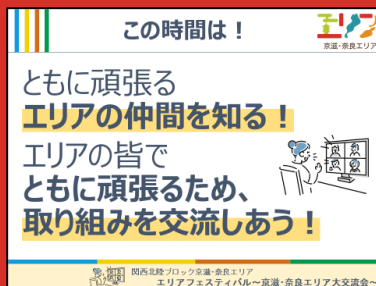 この時間は！
エリフ
京滋・奈良エリア
ともに頑張る
エリアの仲間を知る！
エリアの皆で
ともに頑張るため、
取り組みを交流しあう！
関西北陸ブロック京滋・奈良エリア
エリアフェスティバル～京滋・奈良エリア大交流会～